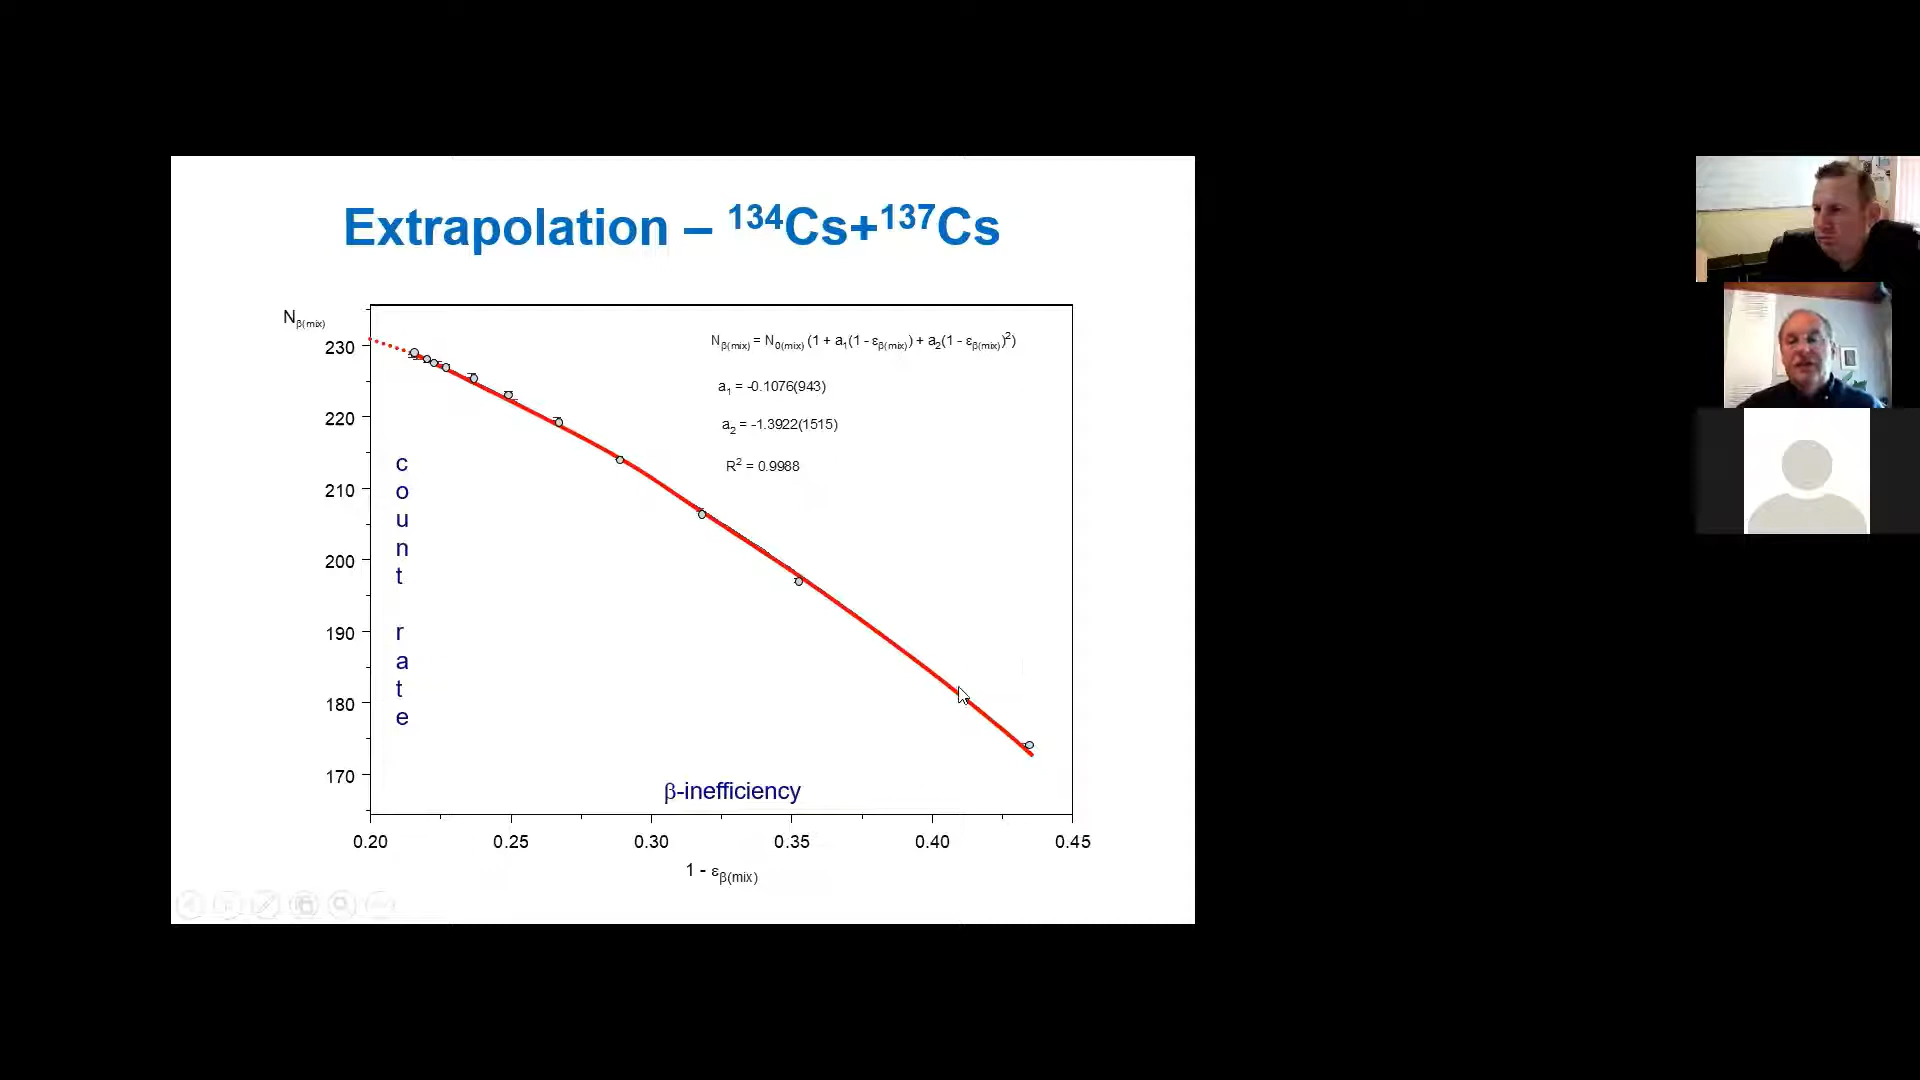 Extrapolation – ¹³⁴Cs+¹³⁷Cs
Nβ(mix)
Nβ(mix) = N0(mix) (1 + a1(1 - εβ(mix)) + a2(1 - εβ(mix))²)
a1 = -0.1076(943)
a2 = -1.3922(1515)
R² = 0.9988
230
220
210
200
190
180
170
count rate
β-inefficiency
0.20 0.25 0.30 0.35 0.40 0.45
1 - εβ(mix)